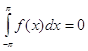 ∫_{-π}^{π} f(x)dx = 0